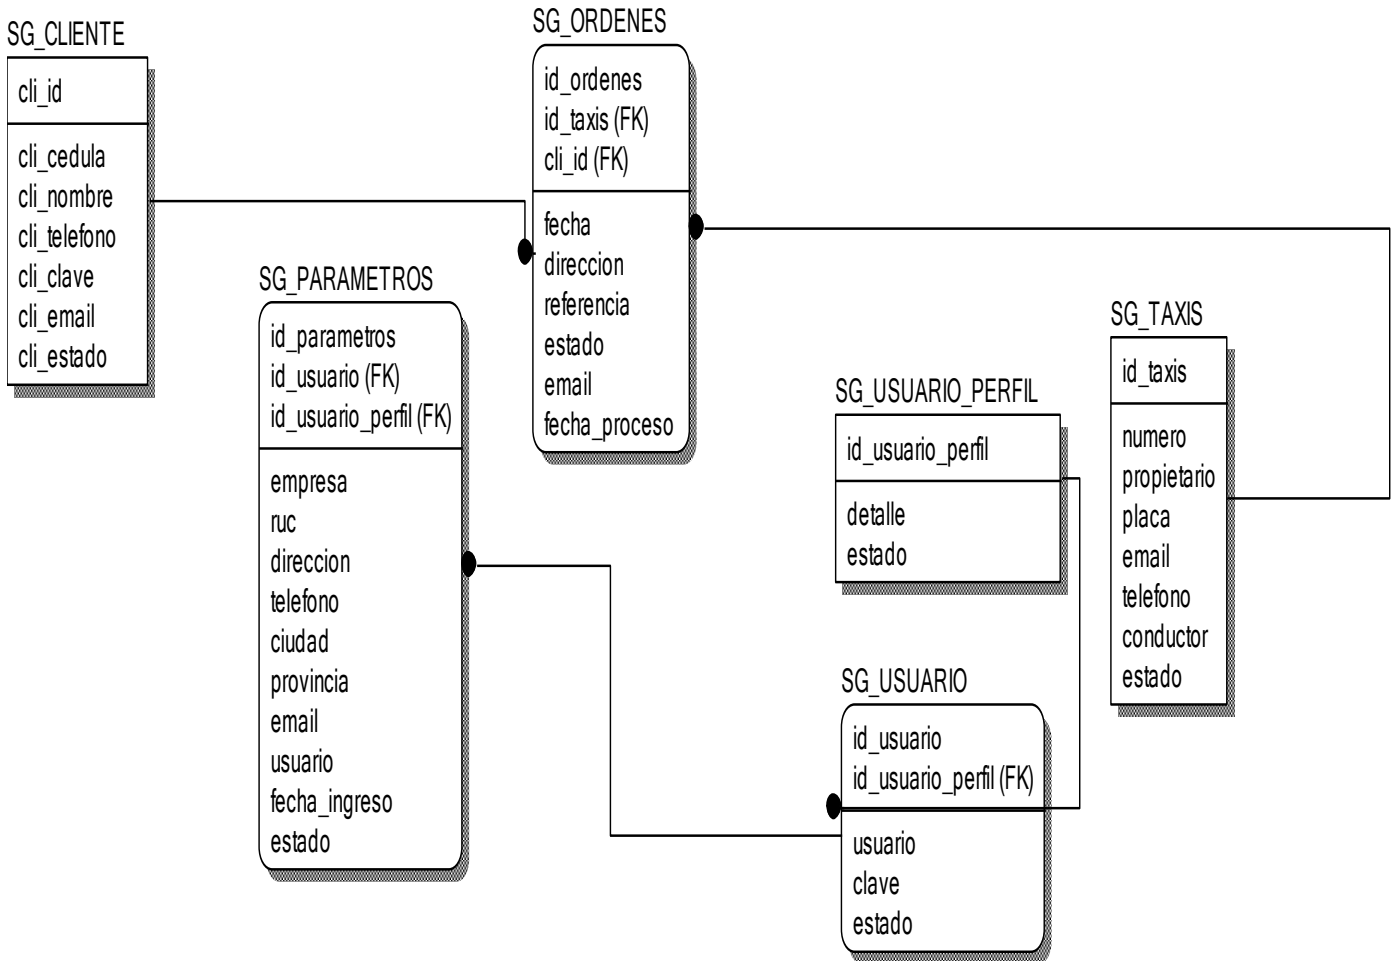 SG_CLIENTE
cli_id
cli_cedula
cli_nombre
cli_telefono
cli_clave
cli_email
cli_estado
SG_ORDENES
id_ordenes
id_taxis (FK)
cli_id (FK)
fecha
direccion
referencia
estado
email
fecha_proceso
SG_PARAMETROS
id_parametros
id_usuario (FK)
id_usuario_perfil (FK)
empresa
ruc
direccion
telefono
ciudad
provincia
email
usuario
fecha_ingreso
estado
SG_USUARIO_PERFIL
id_usuario_perfil
detalle
estado
SG_TAXIS
id_taxis
numero
propietario
placa
email
telefono
conductor
estado
SG_USUARIO
id_usuario
id_usuario_perfil (FK)
usuario
clave
estado